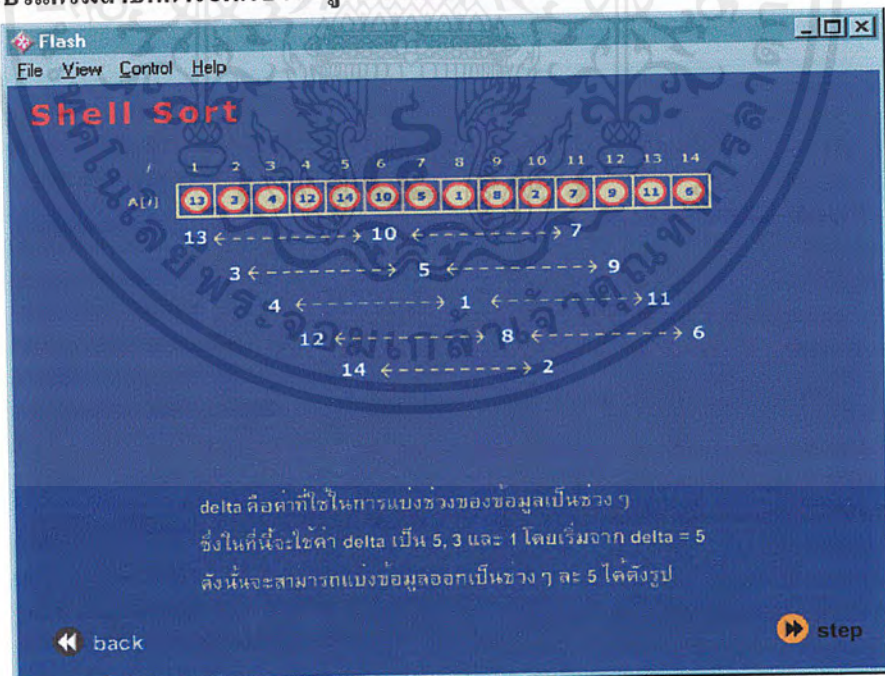 Flash
File View Control Help
Shell Sort
i 1 2 3 4 5 6 7 8 9 10 11 12 13 14
A[i] 13 3 4 12 14 10 5 1 8 2 7 9 11 6
13 10 7
3 5 9
4 1 11
12 8 6
14 2
delta คือค่าที่ใช้ในการแบ่งช่วงของข้อมูลเป็นช่วง ๆ
ซึ่งในที่นี้จะใช้ค่า delta เป็น 5, 3 และ 1 โดยเริ่มจาก delta = 5
ดังนั้นจะสามารถแบ่งข้อมูลออกเป็นช่วง ๆ ละ 5 ได้ดังรูป
back
step